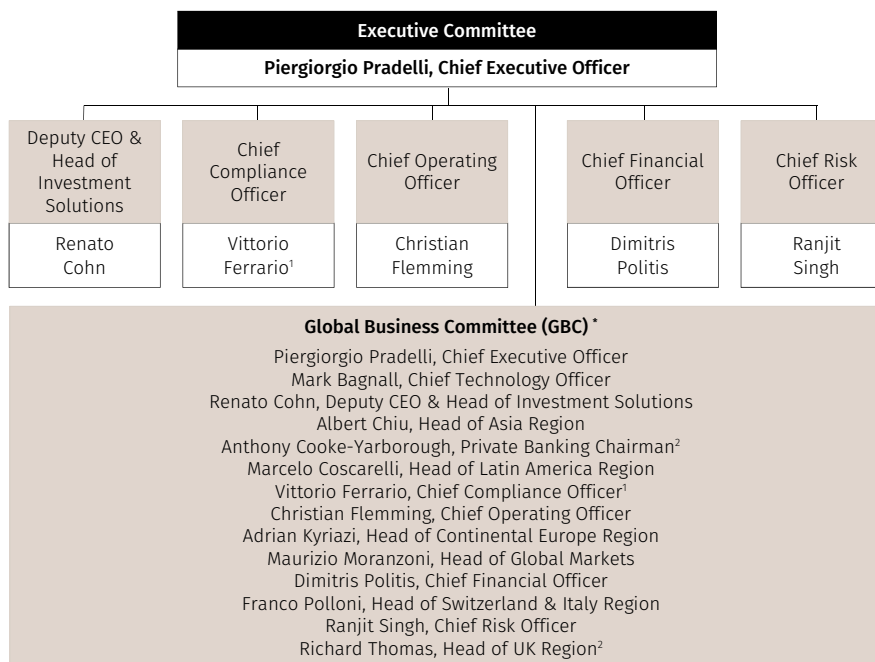 Executive Committee
Piergiorgio Pradelli, Chief Executive Officer
Deputy CEO &
Head of
Investment
Solutions
Renato
Cohn
Chief
Compliance
Officer
Vittorio
Ferrario¹
Chief Operating
Officer
Christian
Flemming
Chief Financial
Officer
Dimitris
Politis
Chief Risk
Officer
Ranjit
Singh
Global Business Committee (GBC) *
Piergiorgio Pradelli, Chief Executive Officer
Mark Bagnall, Chief Technology Officer
Renato Cohn, Deputy CEO & Head of Investment Solutions
Albert Chiu, Head of Asia Region
Anthony Cooke-Yarborough, Private Banking Chairman²
Marcelo Coscarelli, Head of Latin America Region
Vittorio Ferrario, Chief Compliance Officer¹
Christian Flemming, Chief Operating Officer
Adrian Kyriazi, Head of Continental Europe Region
Maurizio Moranzoni, Head of Global Markets
Dimitris Politis, Chief Financial Officer
Franco Polloni, Head of Switzerland & Italy Region
Ranjit Singh, Chief Risk Officer
Richard Thomas, Head of UK Region²